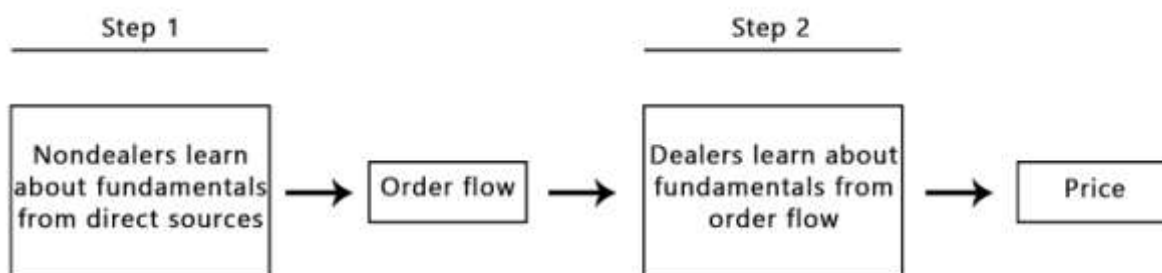 Step 1
Step 2
Nondealers learn
about fundamentals
from direct sources
Order flow
Dealers learn about
fundamentals from
order flow
Price